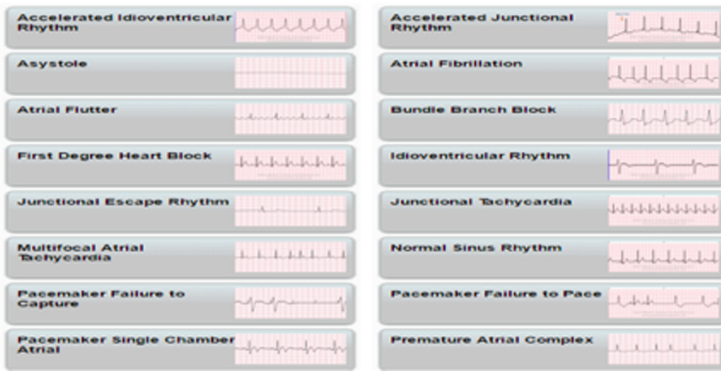 Accelerated Idioventricular
Rhythm
Accelerated Junctional
Rhythm
Asystole
Atrial Fibrillation
Atrial Flutter
Bundle Branch Block
First Degree Heart Block
Idioventricular Rhythm
Junctional Escape Rhythm
Junctional Tachycardia
Multifocal Atrial
Tachycardia
Normal Sinus Rhythm
Pacemaker Failure to
Capture
Pacemaker Failure to Pace
Pacemaker Single Chamber
Atrial
Premature Atrial Complex